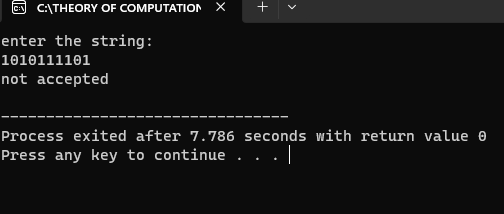 C:\THEORY OF COMPUTATION
enter the string:
1010111101
not accepted
--------------------------------
Process exited after 7.786 seconds with return value 0
Press any key to continue . . .